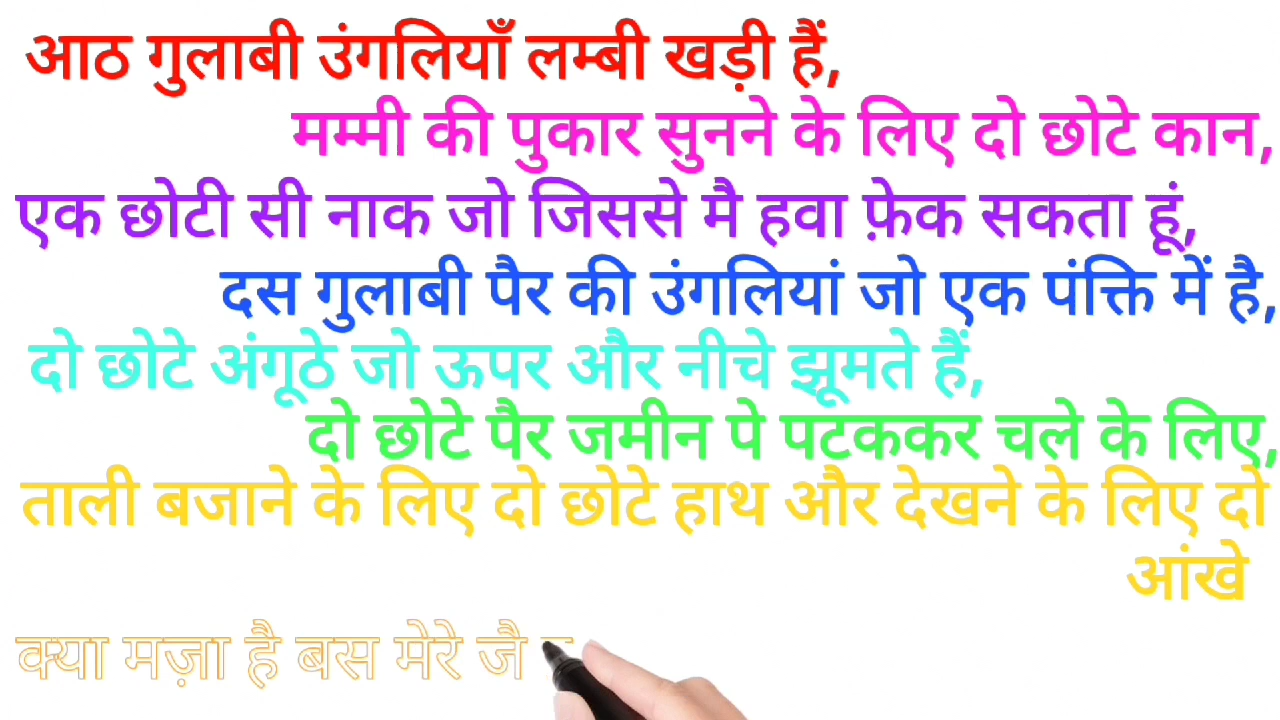 आठ गुलाबी उंगलियाँ लम्बी खड़ी हैं,
मम्मी की पुकार सुनने के लिए दो छोटे कान,
एक छोटी सी नाक जो जिससे मै हवा फ़ेक सकता हूं,
दस गुलाबी पैर की उंगलियां जो एक पंक्ति में है,
दो छोटे अंगूठे जो ऊपर और नीचे झूमते हैं,
दो छोटे पैर जमीन पे पटककर चले के लिए,
ताली बजाने के लिए दो छोटे हाथ और देखने के लिए दो
आंखे
क्या मज़ा है बस मेरे